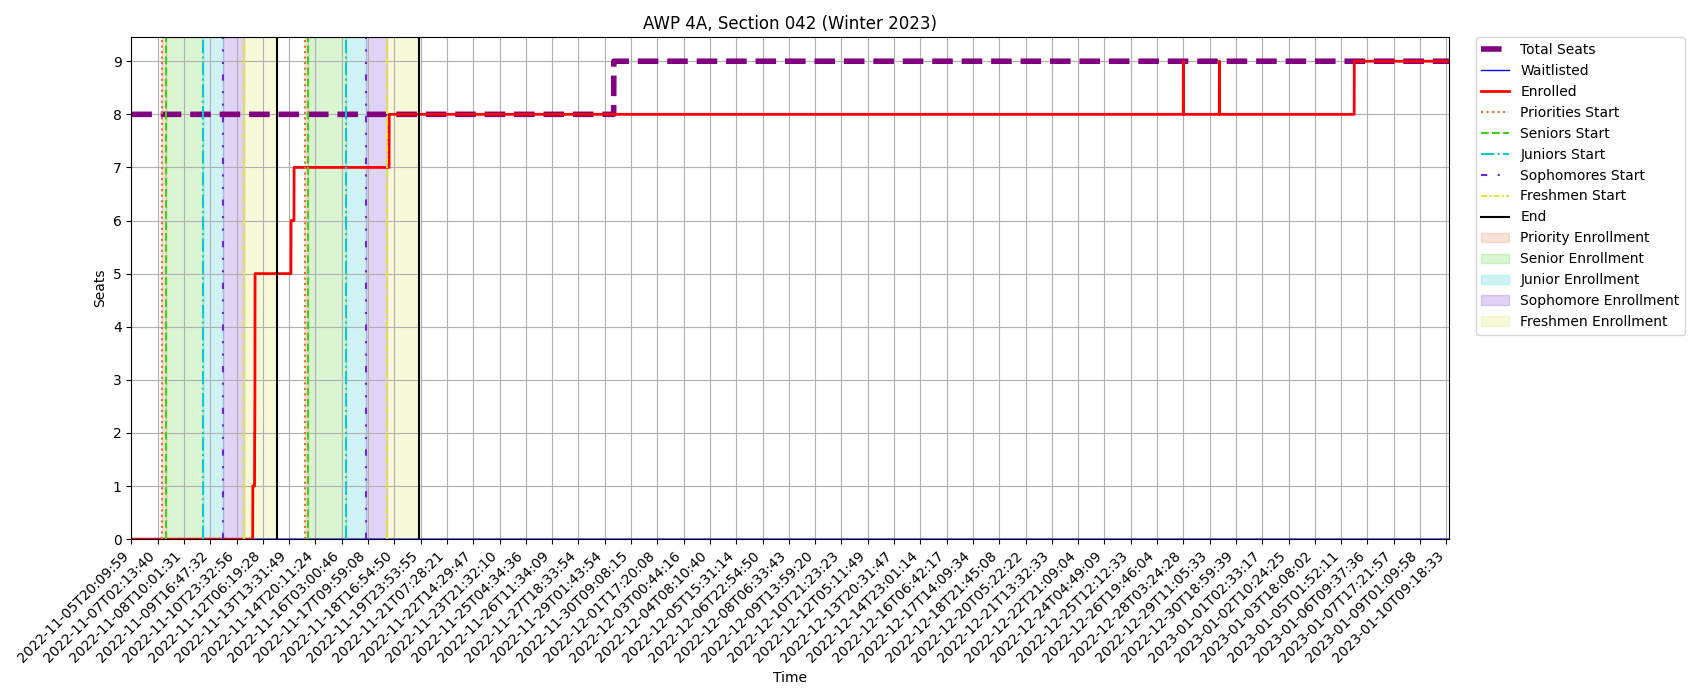 AWP 4A, Section 042 (Winter 2023)
Seats
9
8
7
6
5
4
3
2
1
0
2022-11-05T20:09:59
2022-11-07T02:13:40
2022-11-08T10:01:31
2022-11-09T16:47:32
2022-11-10T23:32:56
2022-11-12T06:19:28
2022-11-13T13:31:49
2022-11-14T20:11:24
2022-11-16T03:00:46
2022-11-17T09:59:08
2022-11-18T16:54:50
2022-11-19T23:53:55
2022-11-21T07:28:21
2022-11-22T14:29:47
2022-11-23T21:32:10
2022-11-25T04:34:36
2022-11-26T11:34:09
2022-11-27T18:33:54
2022-11-29T01:43:54
2022-11-30T09:08:15
2022-12-01T17:20:08
2022-12-03T00:44:16
2022-12-04T08:10:40
2022-12-05T15:31:14
2022-12-06T22:54:50
2022-12-08T06:33:43
2022-12-09T13:59:20
2022-12-10T21:23:23
2022-12-12T05:11:49
2022-12-13T20:31:47
2022-12-14T23:01:14
2022-12-16T06:42:17
2022-12-17T14:09:34
2022-12-18T21:45:08
2022-12-20T05:22:22
2022-12-21T13:32:33
2022-12-22T21:09:04
2022-12-24T04:49:09
2022-12-25T12:12:33
2022-12-26T19:46:04
2022-12-28T03:24:28
2022-12-29T11:05:33
2022-12-30T18:59:39
2023-01-01T02:33:17
2023-01-02T10:24:25
2023-01-03T18:08:02
2023-01-05T01:52:11
2023-01-06T09:37:36
2023-01-07T17:21:57
2023-01-09T01:09:58
2023-01-10T09:18:33
Time
Total Seats
Waitlisted
Enrolled
Priorities Start
Seniors Start
Juniors Start
Sophomores Start
Freshmen Start
End
Priority Enrollment
Senior Enrollment
Junior Enrollment
Sophomore Enrollment
Freshmen Enrollment